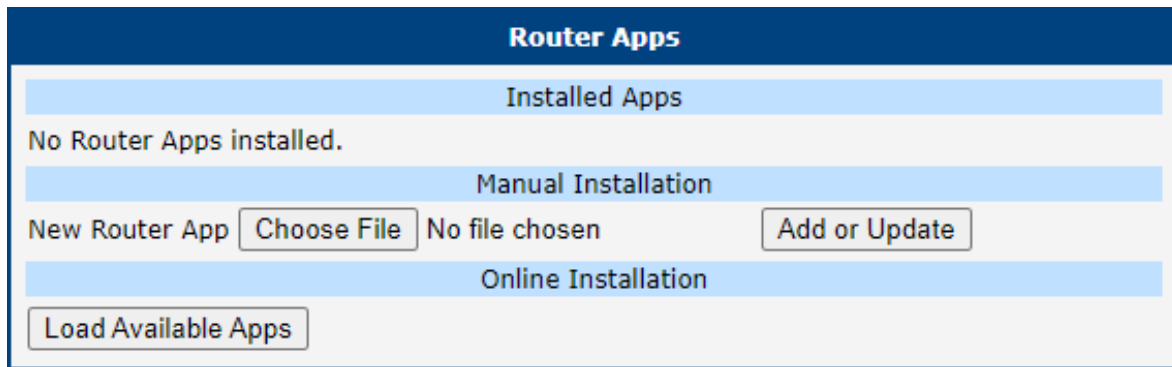 Router Apps
Installed Apps
No Router Apps installed.
Manual Installation
New Router App Choose File No file chosen Add or Update
Online Installation
Load Available Apps